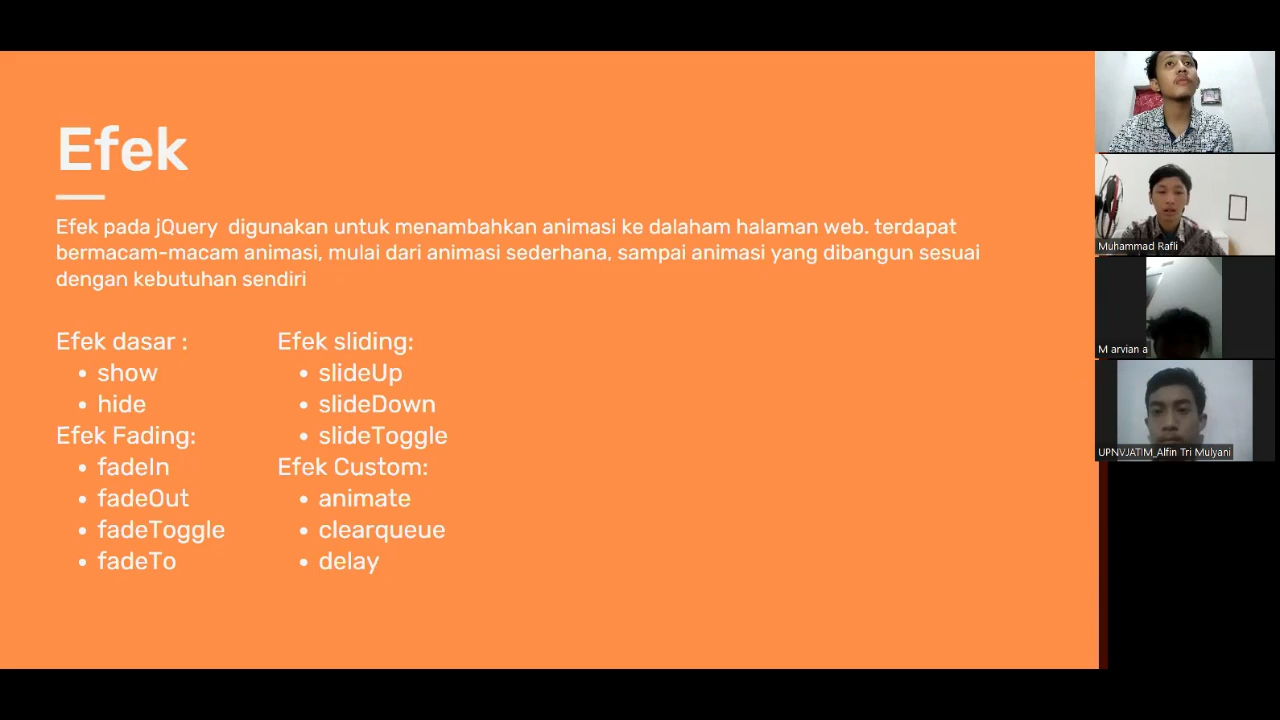 Efek
Efek pada jQuery  digunakan untuk menambahkan animasi ke dalaham halaman web. terdapat
bermacam-macam animasi, mulai dari animasi sederhana, sampai animasi yang dibangun sesuai
dengan kebutuhan sendiri
Efek dasar :
• show
• hide
Efek Fading:
• fadeIn
• fadeOut
• fadeToggle
• fadeTo
Efek sliding:
• slideUp
• slideDown
• slideToggle
Efek Custom:
• animate
• clearqueue
• delay
Muhammad Rafli
M arvian a
UPNVJATIM_Alfin Tri Mulyani